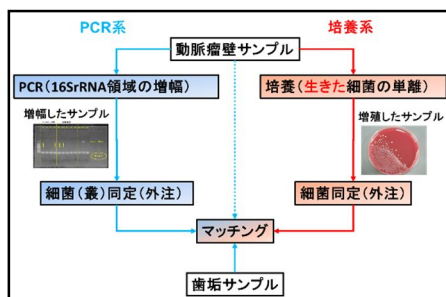 PCR系
培養系
動脈瘤壁サンプル
PCR(16SrRNA領域の増幅)
培養(生きた細菌の単離)
増幅したサンプル
増殖したサンプル
細菌(叢)同定(外注)
細菌同定(外注)
マッチング
歯垢サンプル